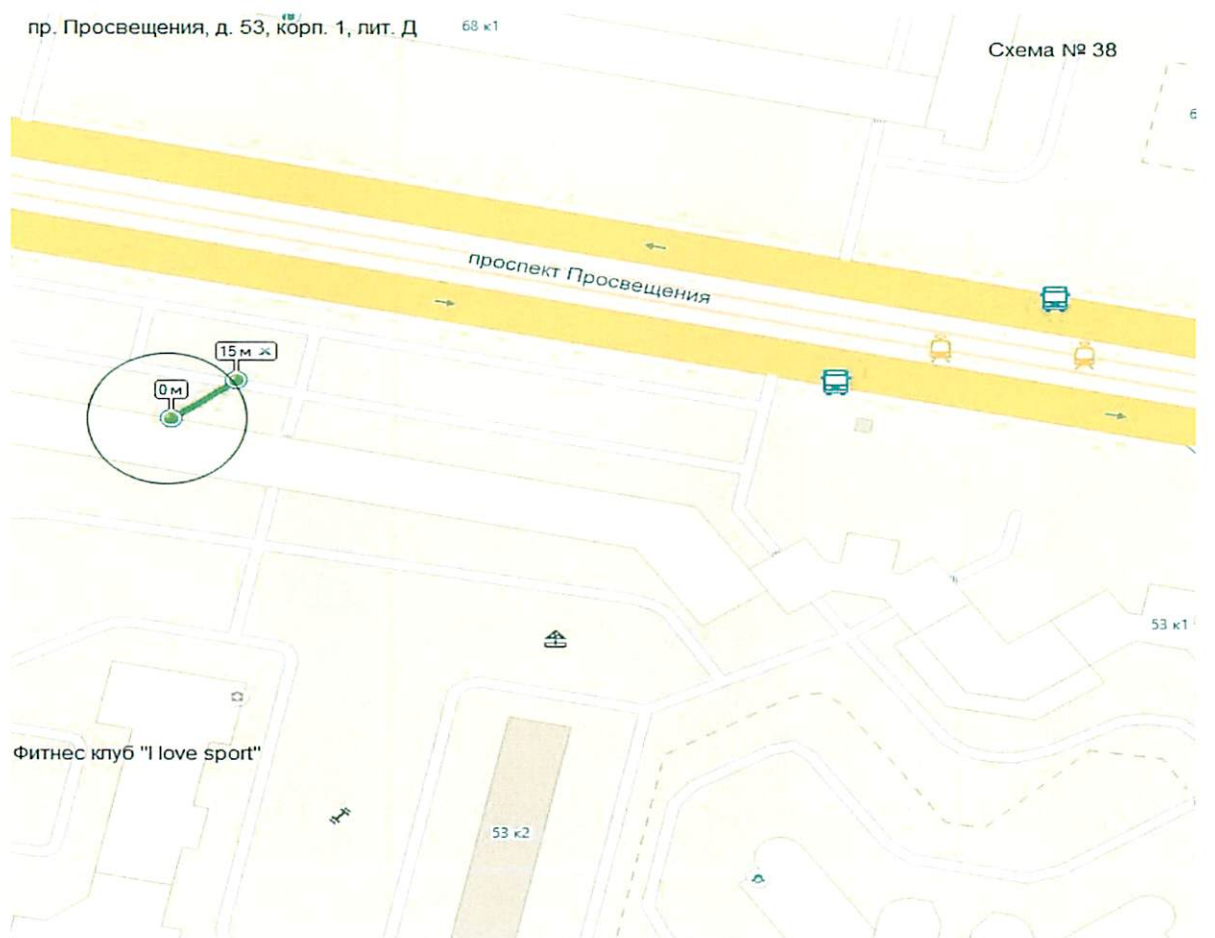 пр. Просвещения, д. 53, корп. 1, лит. Д
68 к1
Схема № 38
6
проспект Просвещения
15 м ×
0 м
53 к1
Фитнес клуб "I love sport"
53 к2